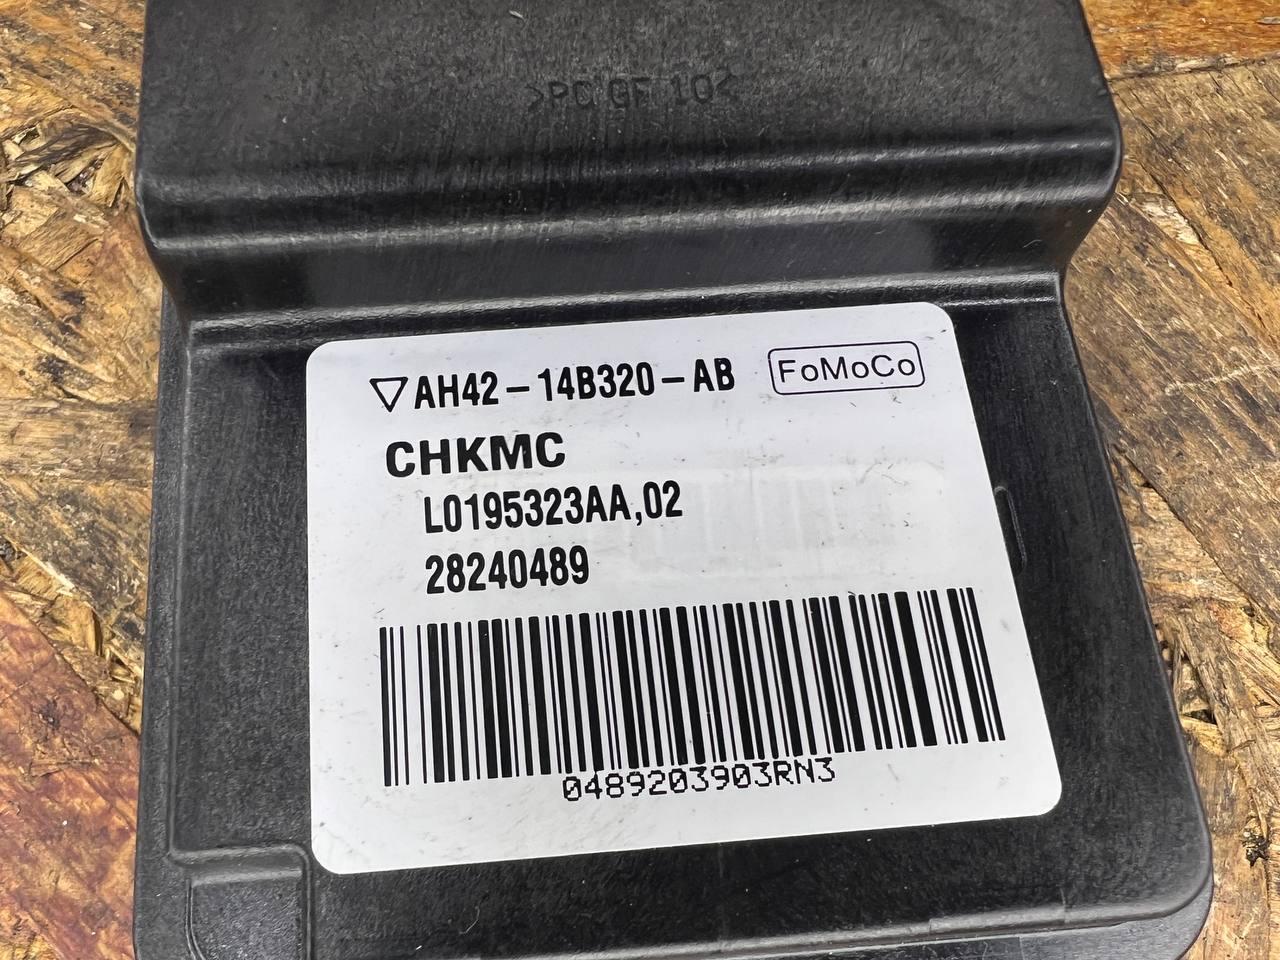 >PC GF 10<
▽AH42-14B320-AB FoMoCo
CHKMC
L0195323AA,02
28240489
0489203903RN3